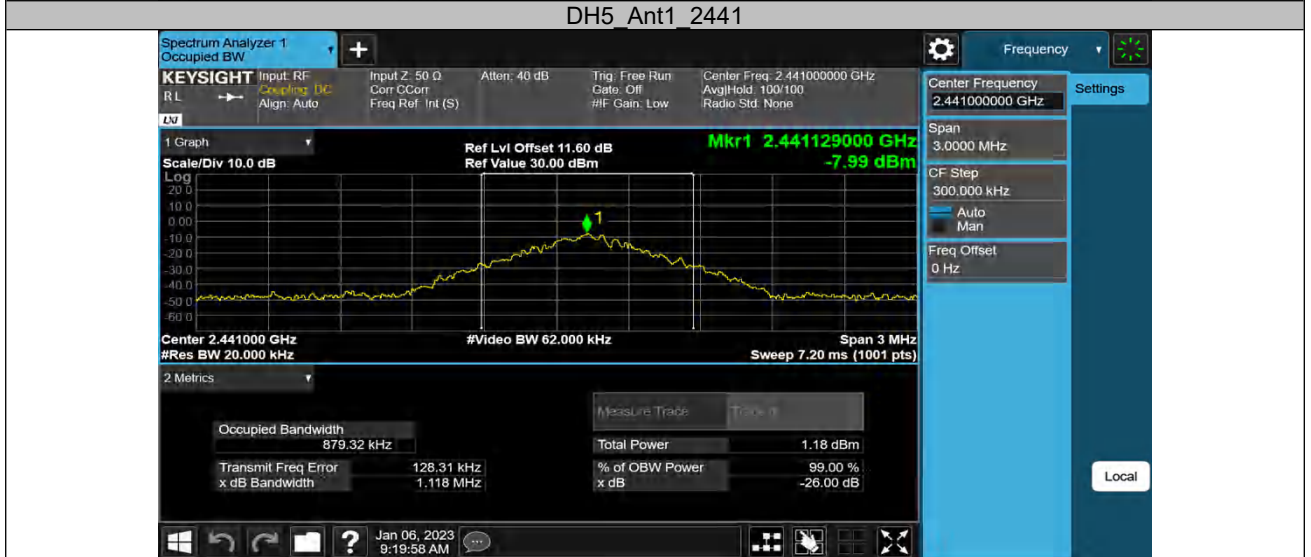 DH5_Ant1_2441
Spectrum Analyzer 1
Occupied BW
+
Frequency
KEYSIGHT
RL
LXI
Input: RF
Coupling: DC
Align: Auto
Input Z: 50 Ω
Corr CCorr
Freq Ref: Int (S)
Atten: 40 dB
Trig: Free Run
Gate: Off
#IF Gain: Low
Center Freq: 2.441000000 GHz
Avg|Hold: 100/100
Radio Std: None
Center Frequency
2.441000000 GHz
Settings
Span
3.0000 MHz
CF Step
300.000 kHz
Auto
Man
Freq Offset
0 Hz
1 Graph
Scale/Div 10.0 dB
Ref Lvl Offset 11.60 dB
Ref Value 30.00 dBm
Mkr1 2.441129000 GHz
-7.99 dBm
Log
20.0
10.0
0.00
-10.0
-20.0
-30.0
-40.0
-50.0
-60.0
1
Center 2.441000 GHz
#Res BW 20.000 kHz
#Video BW 62.000 kHz
Span 3 MHz
Sweep 7.20 ms (1001 pts)
2 Metrics
Measure Trace
Occupied Bandwidth
879.32 kHz
Total Power 1.18 dBm
Transmit Freq Error 128.31 kHz
% of OBW Power 99.00 %
x dB Bandwidth 1.118 MHz
x dB -26.00 dB
Local
?
Jan 06, 2023
9:19:58 AM